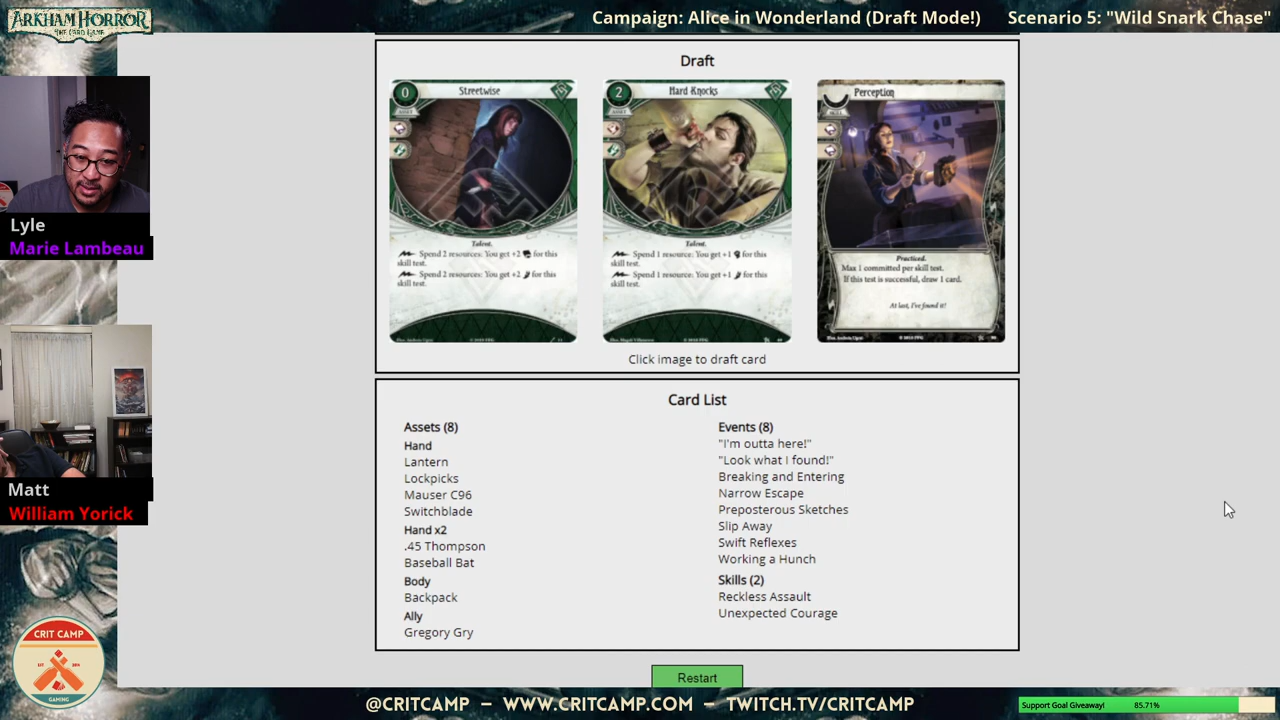 ARKHAM HORROR
THE CARD GAME
Campaign: Alice in Wonderland (Draft Mode!)
Scenario 5: "Wild Snark Chase"
Draft
0
Streetwise
Talent.
Spend 2 resources: You get +2 for this
skill test.
Spend 2 resources: You get +2 for this
skill test.
2
Hard Knocks
Talent.
Spend 1 resource: You get +1 for this
skill test.
Spend 1 resource: You get +1 for this
skill test.
Perception
Practiced.
Max 1 committed per skill test.
If this test is successful, draw 1 card.
At last, I've found it!
Click image to draft card
Lyle
Marie Lambeau
Matt
William Yorick
Card List
Assets (8)
Hand
Lantern
Lockpicks
Mauser C96
Switchblade
Hand x2
.45 Thompson
Baseball Bat
Body
Backpack
Ally
Gregory Gry
Events (8)
"I'm outta here!"
"Look what I found!"
Breaking and Entering
Narrow Escape
Preposterous Sketches
Slip Away
Swift Reflexes
Working a Hunch
Skills (2)
Reckless Assault
Unexpected Courage
Restart
CRIT CAMP
GAMING
@CRITCAMP – WWW.CRITCAMP.COM – TWITCH.TV/CRITCAMP
Support Goal Giveaway! 85.71%